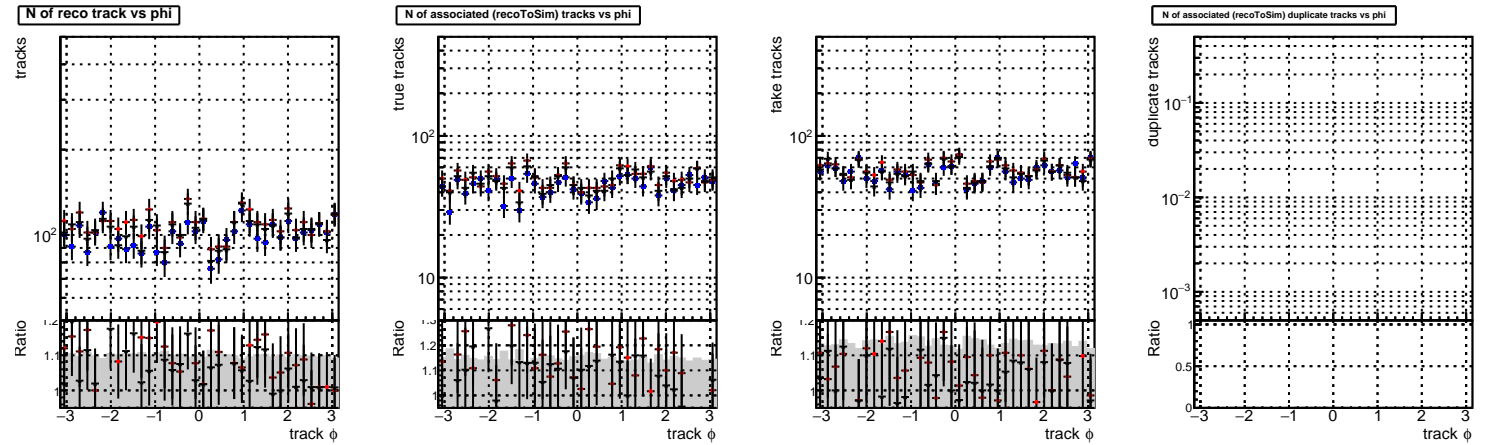 N of reco track vs phi
tracks
10²
Ratio
1.2
1.1
1
−3 −2 −1 0 1 2 3
track ϕ
N of associated (recoToSim) tracks vs phi
true tracks
10²
10
Ratio
1.3
1.2
1.1
1
−3 −2 −1 0 1 2 3
track ϕ
fake tracks
10²
10
Ratio
1.2
1.1
1
−3 −2 −1 0 1 2 3
track ϕ
N of associated (recoToSim) duplicate tracks vs phi
duplicate tracks
10⁻¹
10⁻²
10⁻³
Ratio
1
0.5
0
−3 −2 −1 0 1 2 3
track ϕ